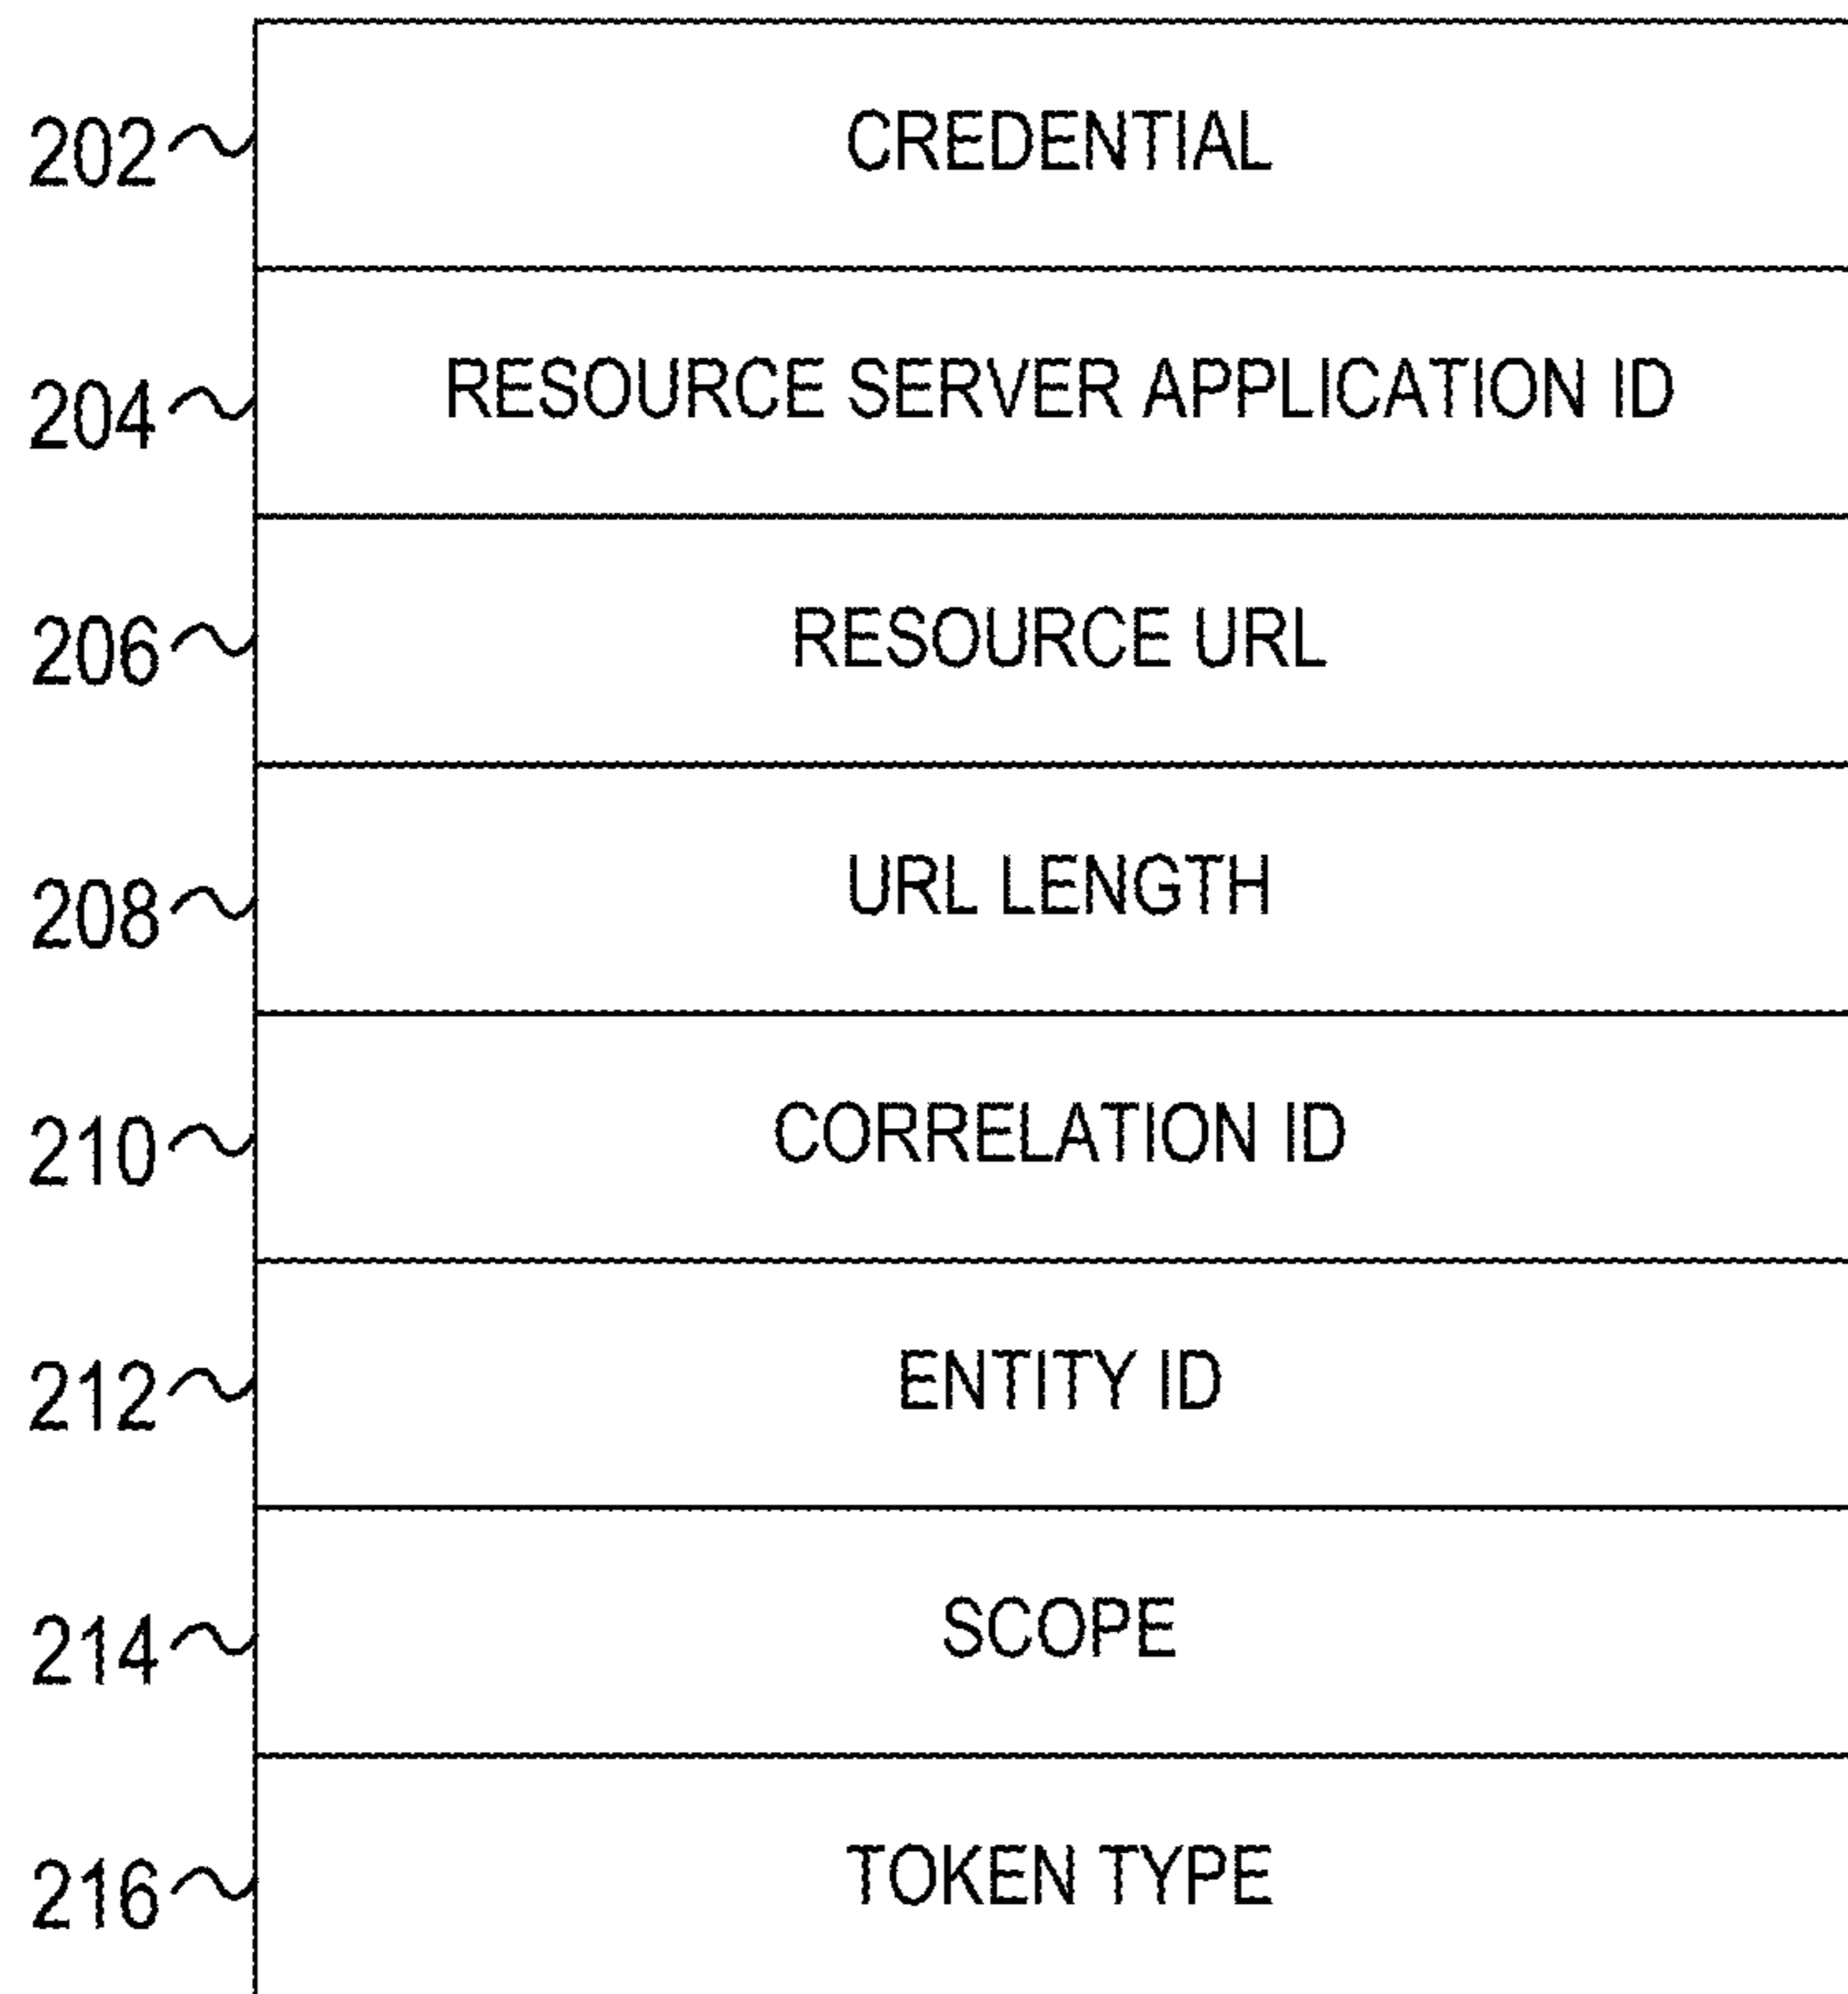 202 CREDENTIAL
204 RESOURCE SERVER APPLICATION ID
206 RESOURCE URL
208 URL LENGTH
210 CORRELATION ID
212 ENTITY ID
214 SCOPE
216 TOKEN TYPE